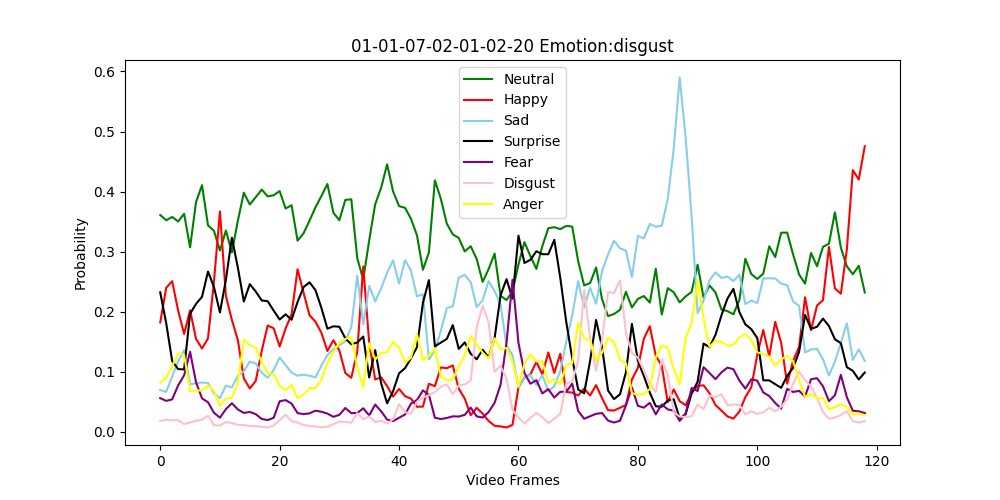 01-01-07-02-01-02-20 Emotion:disgust
Neutral
Happy
Sad
Surprise
Fear
Disgust
Anger
Probability
0.6
0.5
0.4
0.3
0.2
0.1
0.0
0 20 40 60 80 100 120
Video Frames